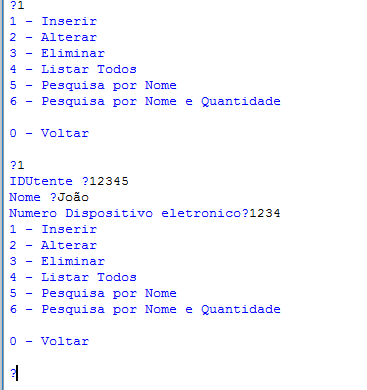 ?1
1 - Inserir
2 - Alterar
3 - Eliminar
4 - Listar Todos
5 - Pesquisa por Nome
6 - Pesquisa por Nome e Quantidade
0 - Voltar
?1
IDUtente ?12345
Nome ?João
Numero Dispositivo eletronico?1234
1 - Inserir
2 - Alterar
3 - Eliminar
4 - Listar Todos
5 - Pesquisa por Nome
6 - Pesquisa por Nome e Quantidade
0 - Voltar
?